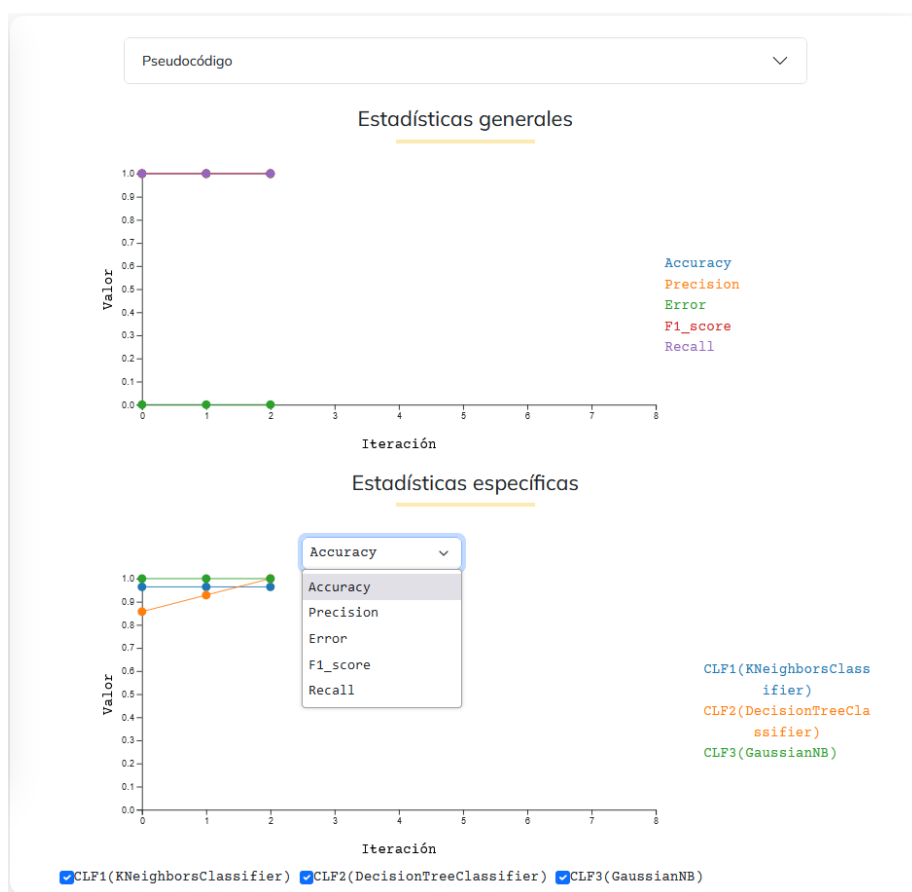 Pseudocódigo
Estadísticas generales
1.0
0.9
0.8
0.7
0.6
0.5
0.4
0.3
0.2
0.1
0.0
Valor
0 1 2 3 4 5 6 7 8
Iteración
Accuracy
Precision
Error
F1_score
Recall
Estadísticas específicas
Accuracy
Accuracy
Precision
Error
F1_score
Recall
1.0
0.9
0.8
0.7
0.6
0.5
0.4
0.3
0.2
0.1
0.0
Valor
0 1 2 3 4 5 6 7 8
Iteración
CLF1(KNeighborsClass
ifier)
CLF2(DecisionTreeCla
ssifier)
CLF3(GaussianNB)
CLF1(KNeighborsClassifier) CLF2(DecisionTreeClassifier) CLF3(GaussianNB)